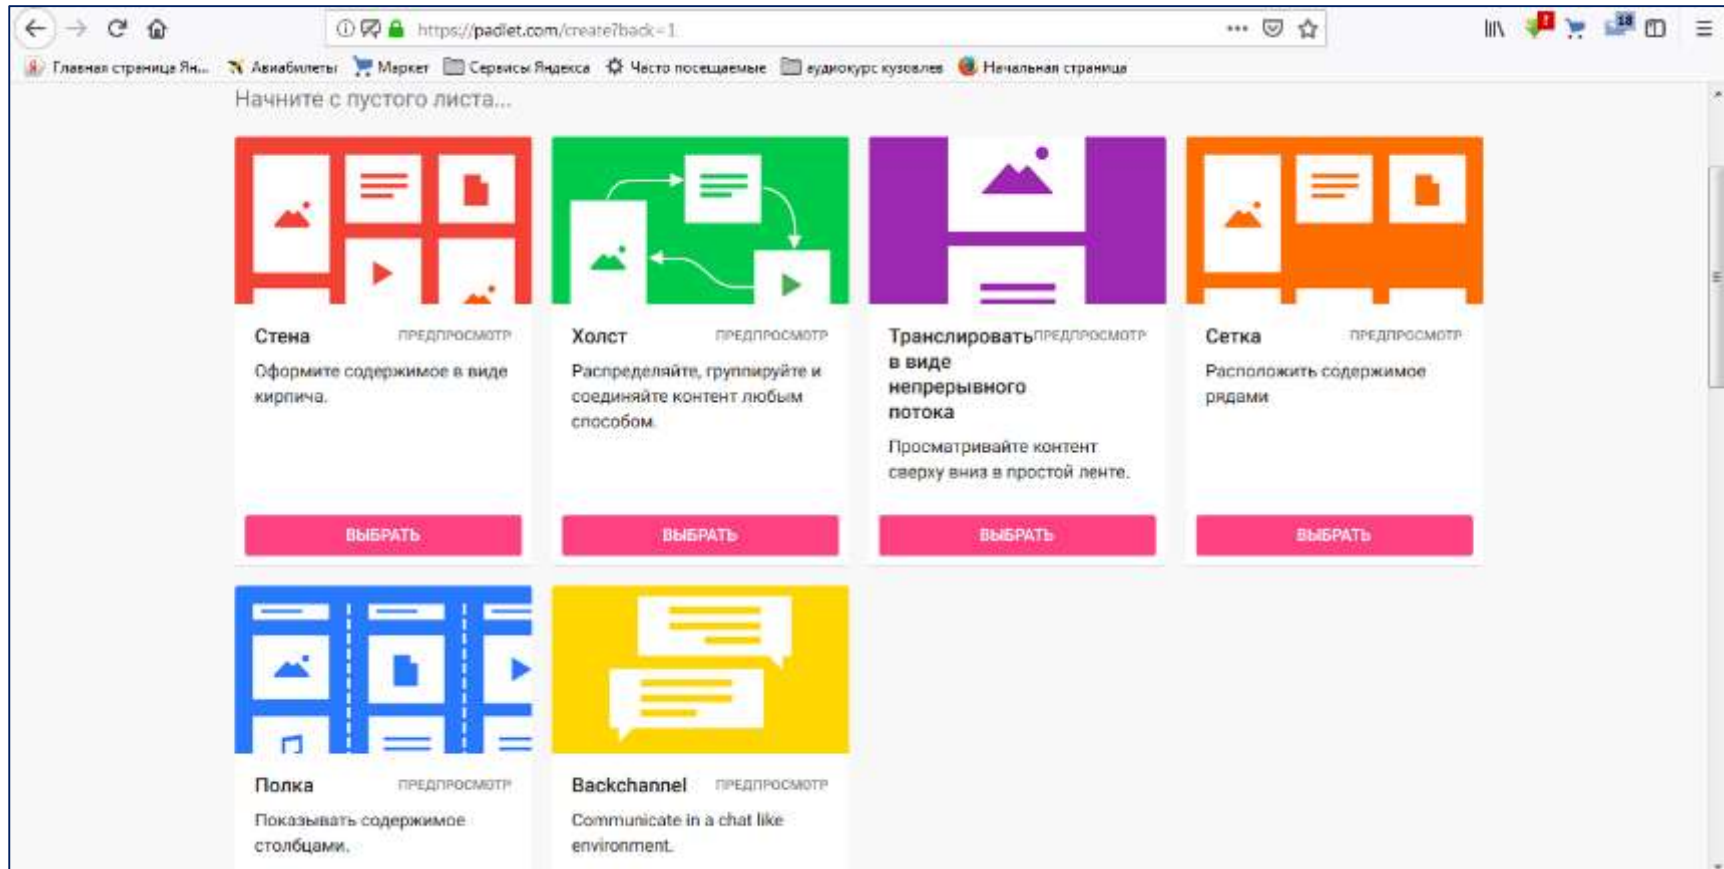 https://padlet.com/create?back=1
18
Главная страница Ян... Авиабилеты Маркет Сервисы Яндекса Часто посещаемые аудиокурс кузовлев Начальная страница
Начните с пустого листа...
Стена ПРЕДПРОСМОТР
Оформите содержимое в виде
кирпича.
ВЫБРАТЬ
Холст ПРЕДПРОСМОТР
Распределяйте, группируйте и
соединяйте контент любым
способом.
ВЫБРАТЬ
Транслировать ПРЕДПРОСМОТР
в виде
непрерывного
потока
Просматривайте контент
сверху вниз в простой ленте.
ВЫБРАТЬ
Сетка ПРЕДПРОСМОТР
Расположить содержимое
рядами
ВЫБРАТЬ
Полка ПРЕДПРОСМОТР
Показывать содержимое
столбцами.
Backchannel ПРЕДПРОСМОТР
Communicate in a chat like
environment.